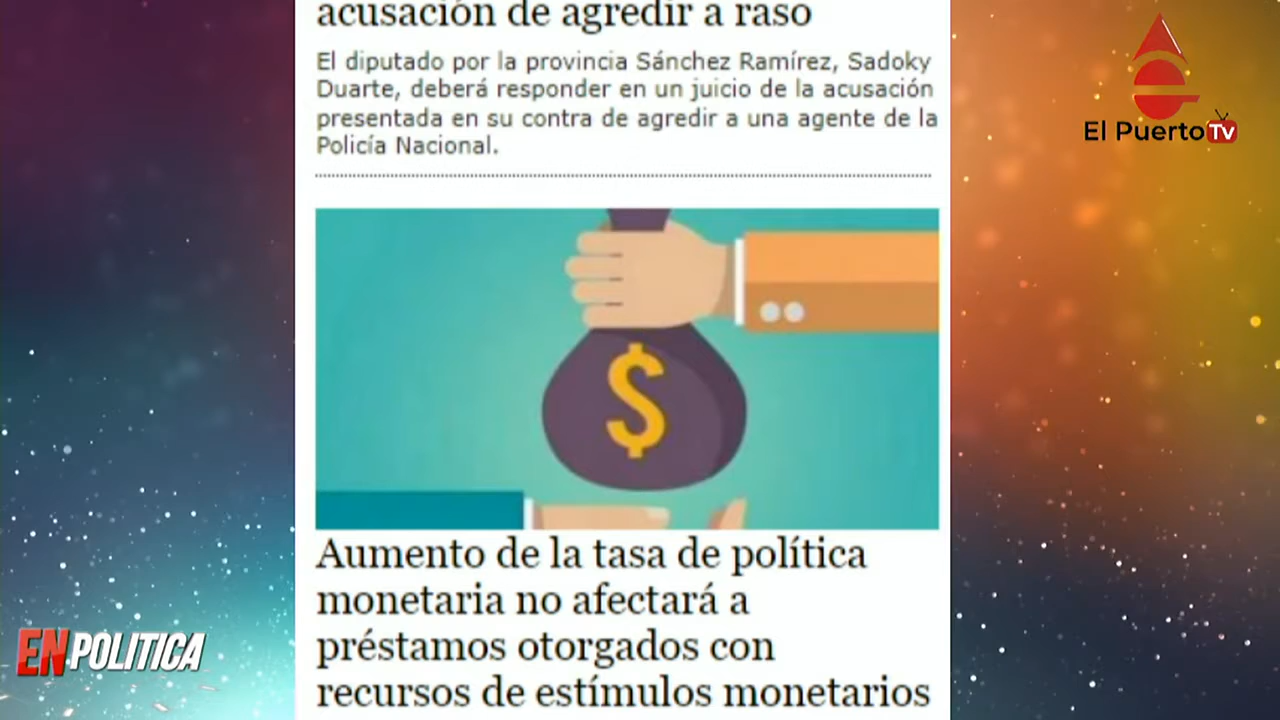 acusación de agredir a raso
El diputado por la provincia Sánchez Ramírez, Sadoky
Duarte, deberá responder en un juicio de la acusación
presentada en su contra de agredir a una agente de la
Policía Nacional.
El Puerto Tv
$
Aumento de la tasa de política
monetaria no afectará a
préstamos otorgados con
recursos de estímulos monetarios
EN POLITICA